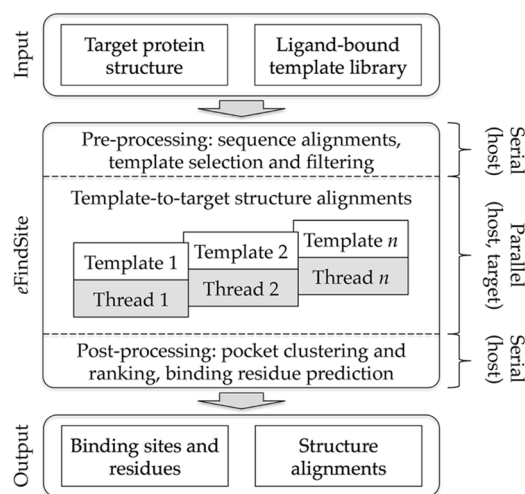 Input
Target protein
structure
Ligand-bound
template library
eFindSite
Pre-processing: sequence alignments,
template selection and filtering
Serial
(host)
Template-to-target structure alignments
Template 1
Thread 1
Template 2
Thread 2
Template n
Thread n
Parallel
(host, target)
Post-processing: pocket clustering and
ranking, binding residue prediction
Serial
(host)
Output
Binding sites and
residues
Structure
alignments